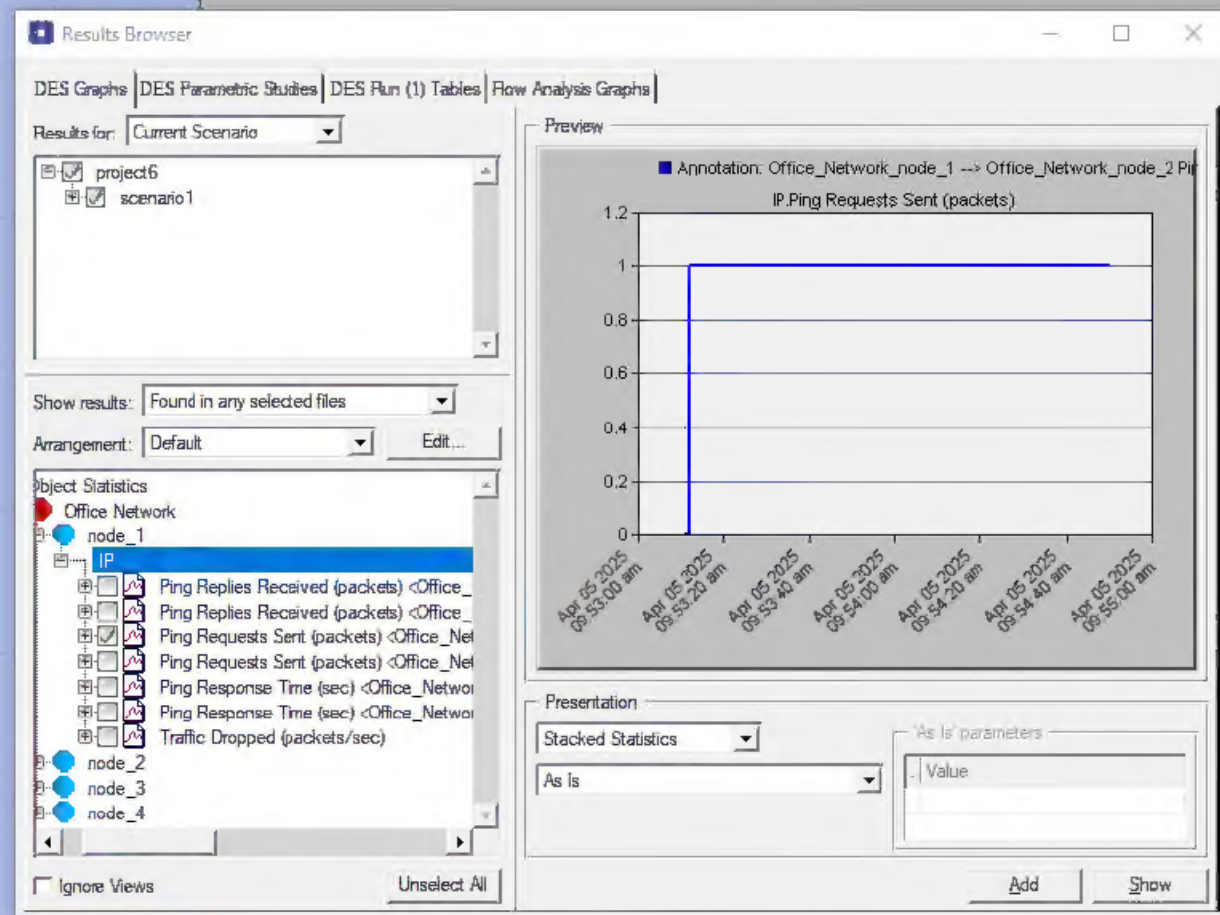 Results Browser
DES Graphs DES Parametric Studies DES Run (1) Tables Flow Analysis Graphs
Results for: Current Scenario
project6
scenario1
Show results: Found in any selected files
Arrangement: Default Edit...
Object Statistics
Office Network
node_1
IP
Ping Replies Received (packets) <Office_
Ping Replies Received (packets) <Office_
Ping Requests Sent (packets) <Office_Net
Ping Requests Sent (packets) <Office_Net
Ping Response Time (sec) <Office_Networ
Ping Response Time (sec) <Office_Networ
Traffic Dropped (packets/sec)
node_2
node_3
node_4
Ignore Views Unselect All
Preview
Annotation: Office_Network_node_1 --> Office_Network_node_2 Pin
IP.Ping Requests Sent (packets)
1.2
1
0.8
0.6
0.4
0.2
0
Apr 05 2025
09:53:00 am
Apr 05 2025
09:53:20 am
Apr 05 2025
09:53:40 am
Apr 05 2025
09:54:00 am
Apr 05 2025
09:54:20 am
Apr 05 2025
09:54:40 am
Apr 05 2025
09:55:00 am
Presentation
Stacked Statistics
As Is
'As Is' parameters
. Value
Add Show